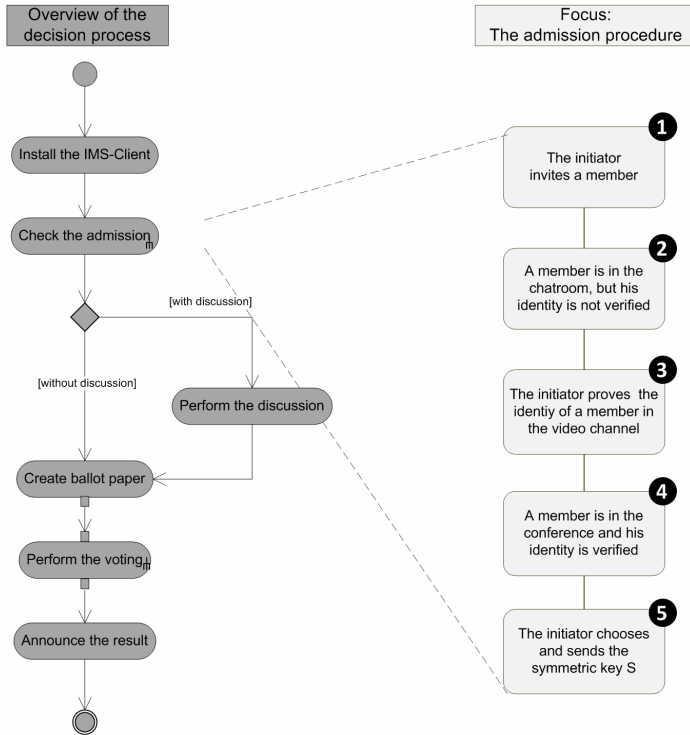 Overview of the
decision process
Install the IMS-Client
Check the admission
[with discussion]
[without discussion]
Perform the discussion
Create ballot paper
Perform the voting
Announce the result
Focus:
The admission procedure
1
The initiator
invites a member
2
A member is in the
chatroom, but his
identity is not verified
3
The initiator proves the
identiy of a member in
the video channel
4
A member is in the
conference and his
identity is verified
5
The initiator chooses
and sends the
symmetric key S